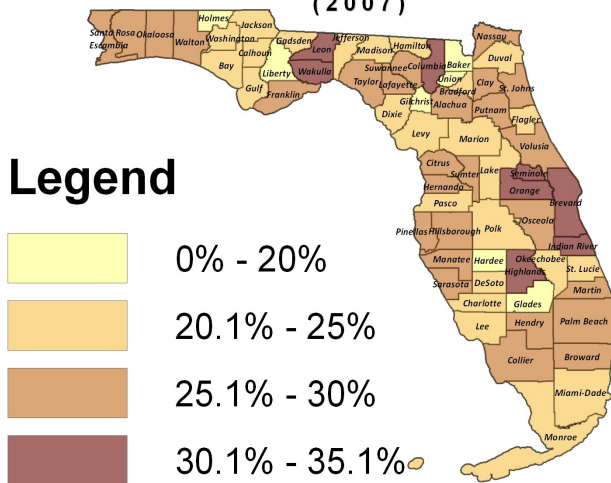 (2007)
Holmes
Jackson
Nassau
Santa Rosa
Okaloosa
Walton
Washington
Gadsden
Jefferson
Hamilton
Madison
Leon
Baker
Duval
Escambia
Calhoun
Bay
Liberty
Wakulla
Suwannee
Columbia
Union
Taylor
Lafayette
Bradford
Clay
St. Johns
Gulf
Franklin
Gilchrist
Alachua
Putnam
Dixie
Flagler
Levy
Marion
Volusia
Legend
Citrus
Sumter
Lake
Seminole
Hernando
Orange
Brevard
Pasco
Osceola
Pinellas
Hillsborough
Polk
Indian River
0% - 20%
Manatee
Hardee
Okeechobee
Highlands
St. Lucie
Sarasota
DeSoto
Martin
Charlotte
Glades
20.1% - 25%
Lee
Hendry
Palm Beach
Collier
Broward
25.1% - 30%
Miami-Dade
Monroe
30.1% - 35.1%